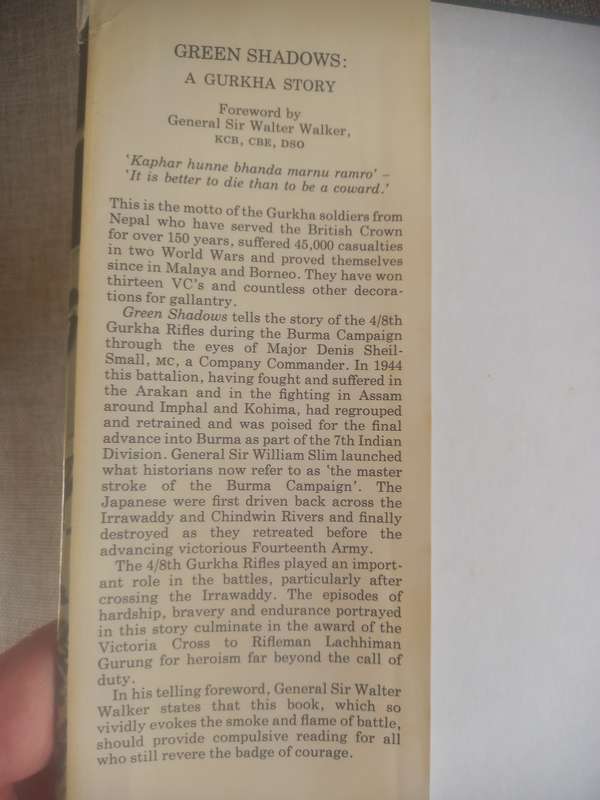 GREEN SHADOWS:
A GURKHA STORY
Foreword by
General Sir Walter Walker,
KCB, CBE, DSO
'Kaphar hunne bhanda marnu ramro' –
'It is better to die than to be a coward.'
This is the motto of the Gurkha soldiers from
Nepal who have served the British Crown
for over 150 years, suffered 45,000 casualties
in two World Wars and proved themselves
since in Malaya and Borneo. They have won
thirteen VC's and countless other decora-
tions for gallantry.
Green Shadows tells the story of the 4/8th
Gurkha Rifles during the Burma Campaign
through the eyes of Major Denis Sheil-
Small, MC, a Company Commander. In 1944
this battalion, having fought and suffered in
the Arakan and in the fighting in Assam
around Imphal and Kohima, had regrouped
and retrained and was poised for the final
advance into Burma as part of the 7th Indian
Division. General Sir William Slim launched
what historians now refer to as 'the master
stroke of the Burma Campaign'. The
Japanese were first driven back across the
Irrawaddy and Chindwin Rivers and finally
destroyed as they retreated before the
advancing victorious Fourteenth Army.
The 4/8th Gurkha Rifles played an import-
ant role in the battles, particularly after
crossing the Irrawaddy. The episodes of
hardship, bravery and endurance portrayed
in this story culminate in the award of the
Victoria Cross to Rifleman Lachhiman
Gurung for heroism far beyond the call of
duty.
In his telling foreword, General Sir Walter
Walker states that this book, which so
vividly evokes the smoke and flame of battle,
should provide compulsive reading for all
who still revere the badge of courage.